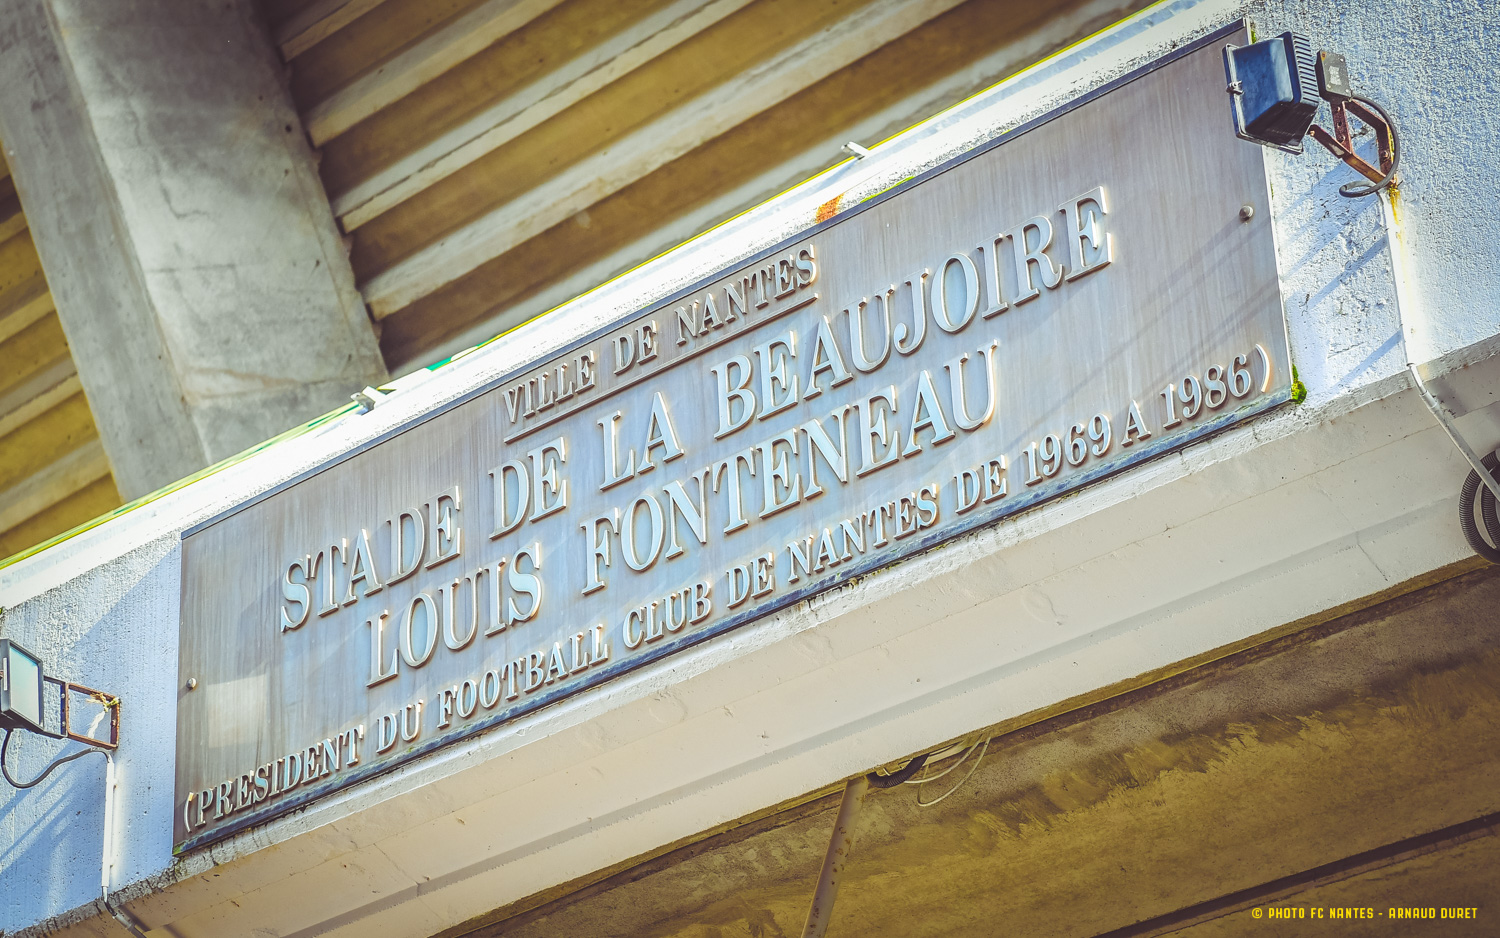 VILLE DE NANTES
STADE DE LA BEAUJOIRE
LOUIS FONTENEAU
(PRESIDENT DU FOOTBALL CLUB DE NANTES DE 1969 A 1986)
© PHOTO FC NANTES - ARNAUD DURET